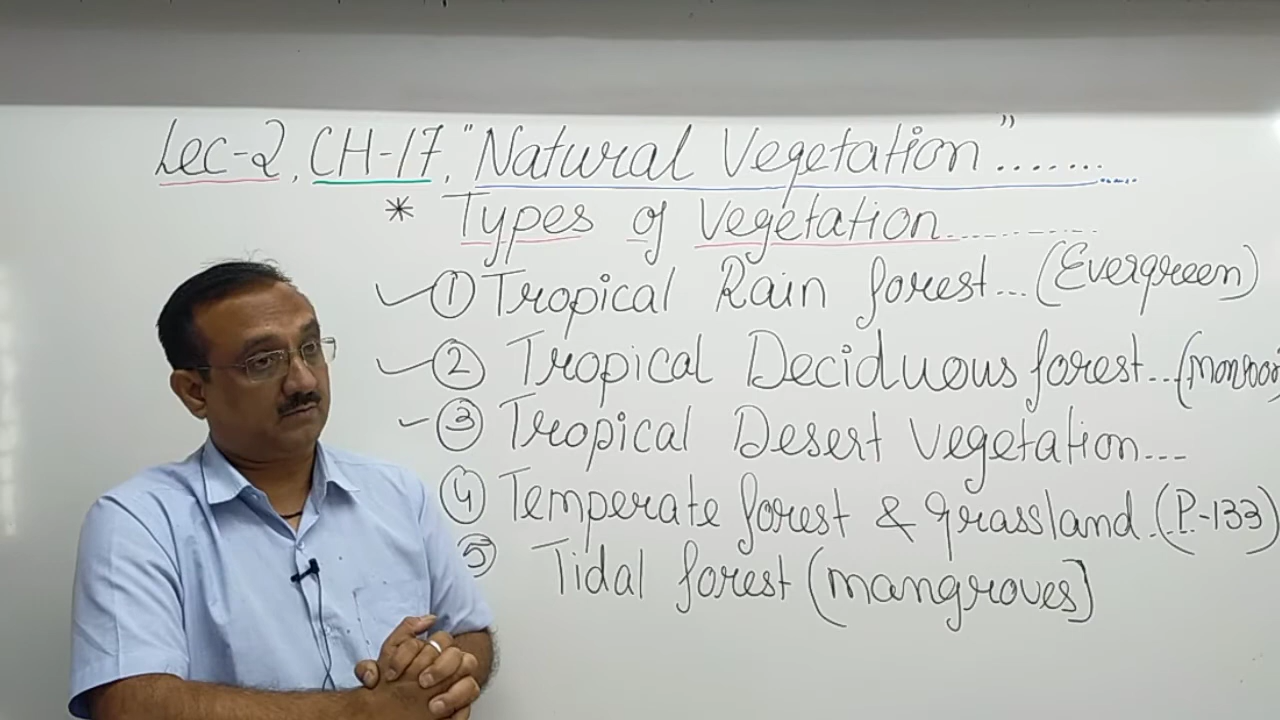 Lec-2, CH-17, "Natural Vegetation".......
* Types of Vegetation...........
① Tropical Rain forest... (Evergreen)
② Tropical Deciduous forest... (monsoon
③ Tropical Desert Vegetation...
④ Temperate forest & grassland. (P.-133)
⑤ Tidal forest (mangroves]